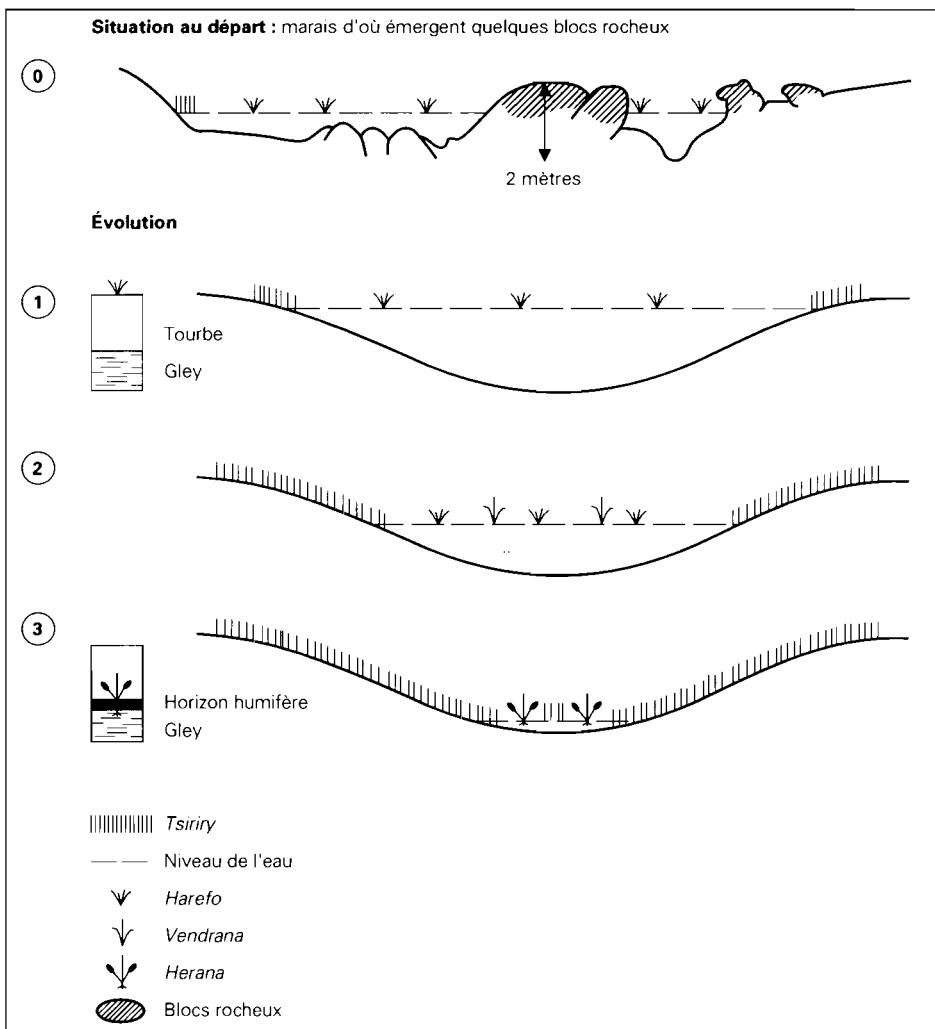 Situation au départ : marais d'où émergent quelques blocs rocheux
0
2 mètres
Évolution
1
Tourbe
Gley
2
3
Horizon humifère
Gley
Tsiriry
Niveau de l'eau
Harefo
Vendrana
Herana
Blocs rocheux